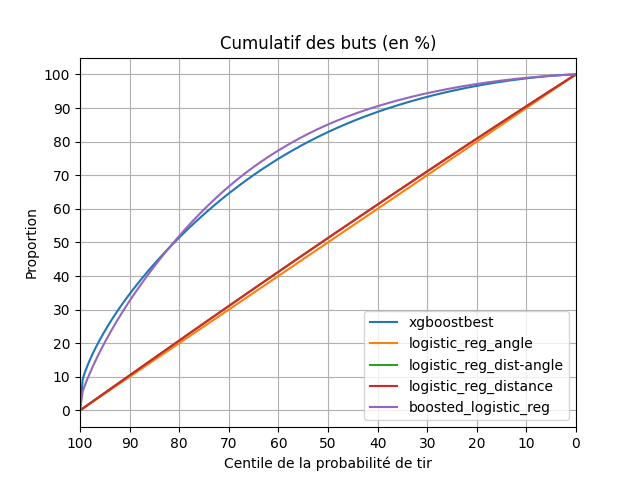 Cumulatif des buts (en %)
Proportion
100
90
80
70
60
50
40
30
20
10
0
xgboostbest
logistic_reg_angle
logistic_reg_dist-angle
logistic_reg_distance
boosted_logistic_reg
100 90 80 70 60 50 40 30 20 10 0
Centile de la probabilité de tir